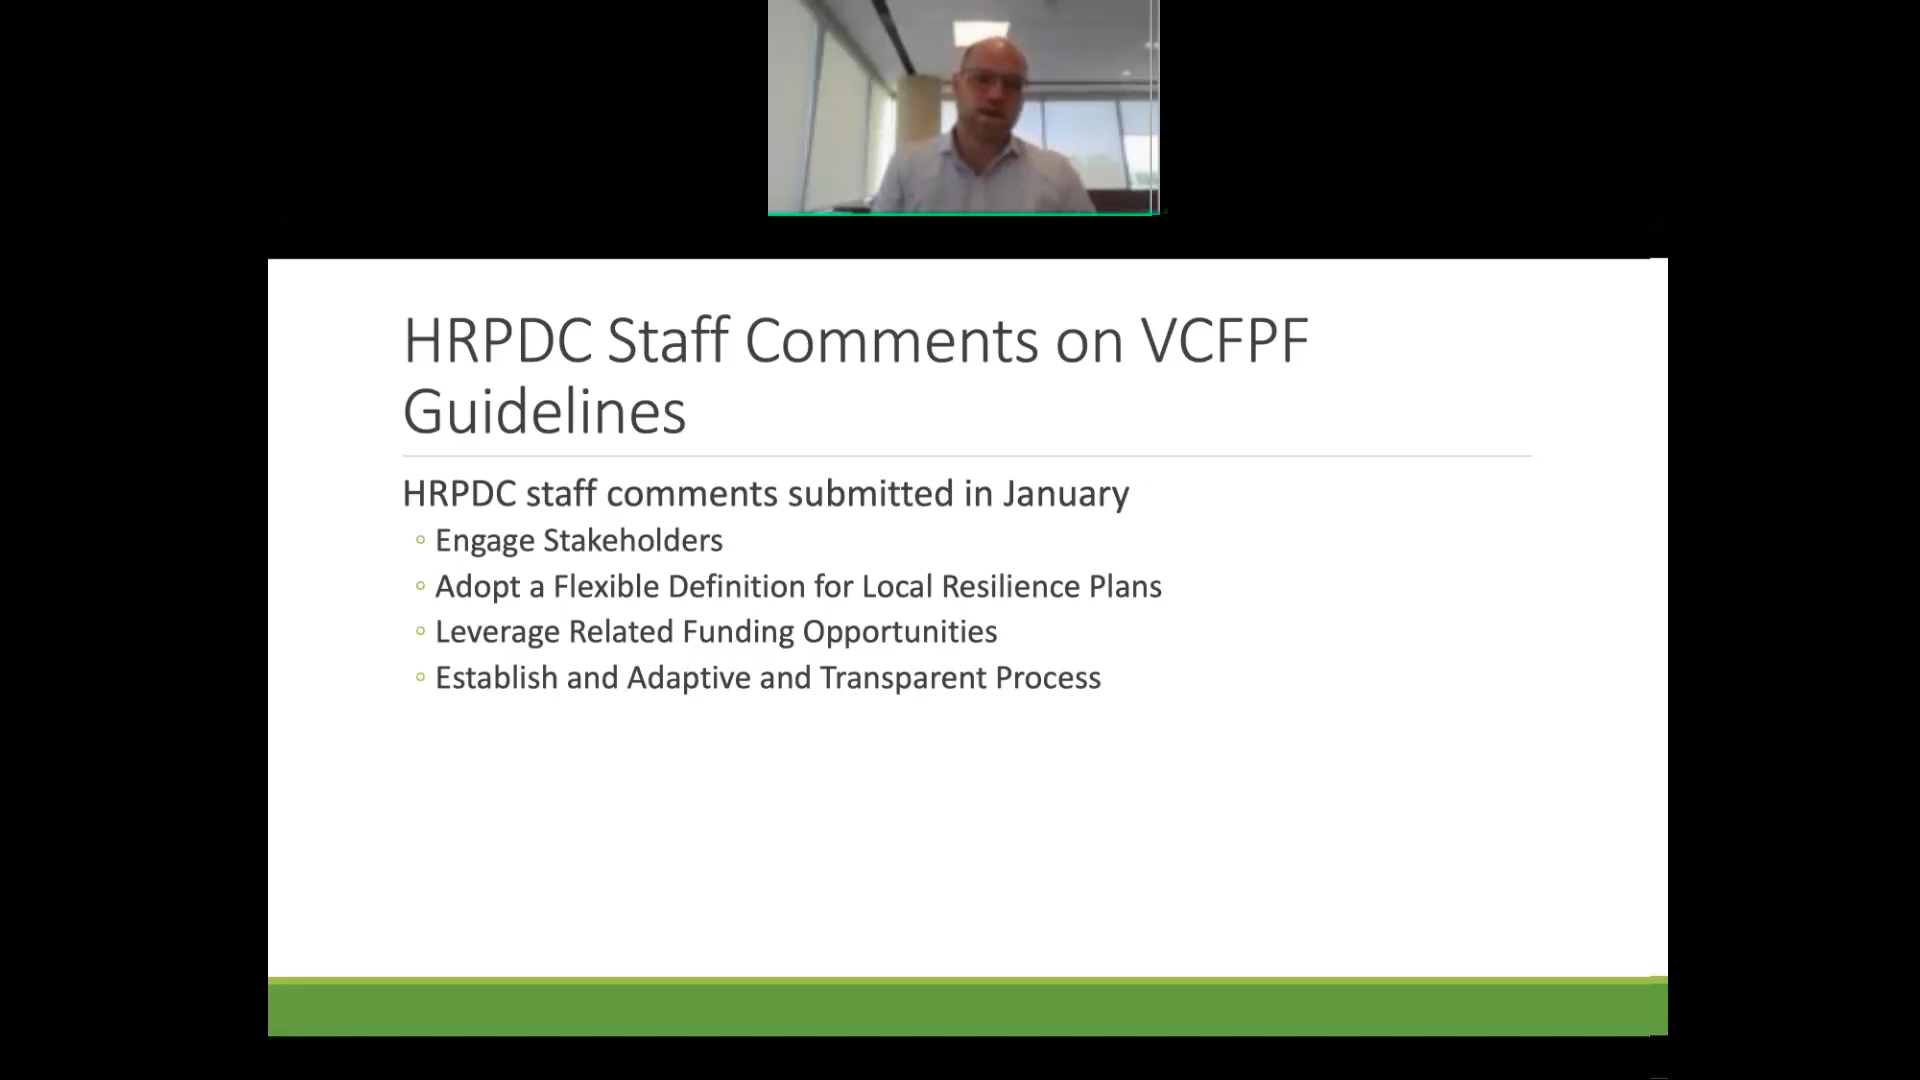 HRPDC Staff Comments on VCFPF
Guidelines
HRPDC staff comments submitted in January
Engage Stakeholders
Adopt a Flexible Definition for Local Resilience Plans
Leverage Related Funding Opportunities
Establish and Adaptive and Transparent Process